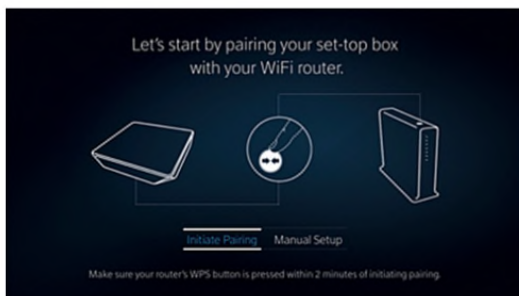 Let's start by pairing your set-top box
with your WiFi router.
Initiate Pairing Manual Setup
Make sure your router's WPS button is pressed within 2 minutes of initiating pairing.